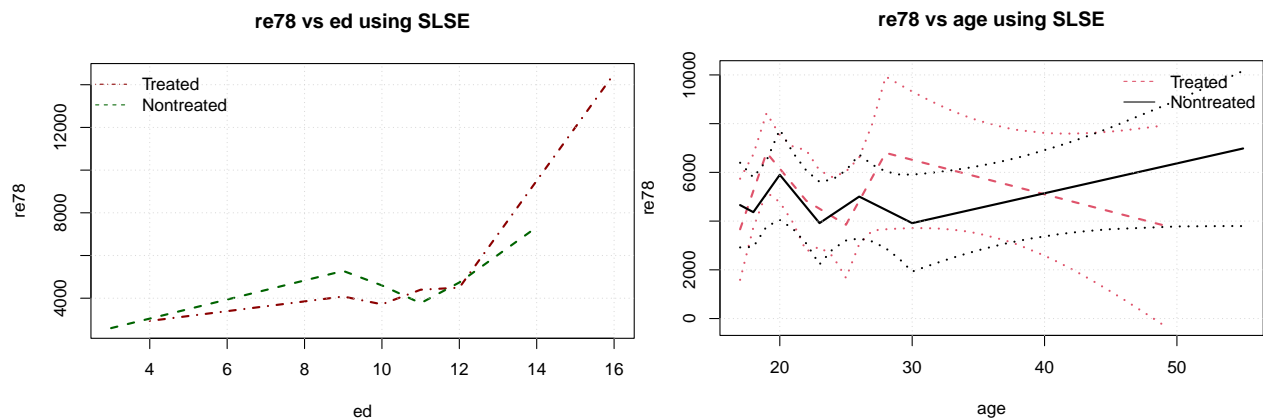 re78 vs ed using SLSE
Treated
Nontreated
re78
4000
8000
12000
4
6
8
10
12
14
16
ed
re78 vs age using SLSE
Treated
Nontreated
re78
0
2000
6000
10000
20
30
40
50
age